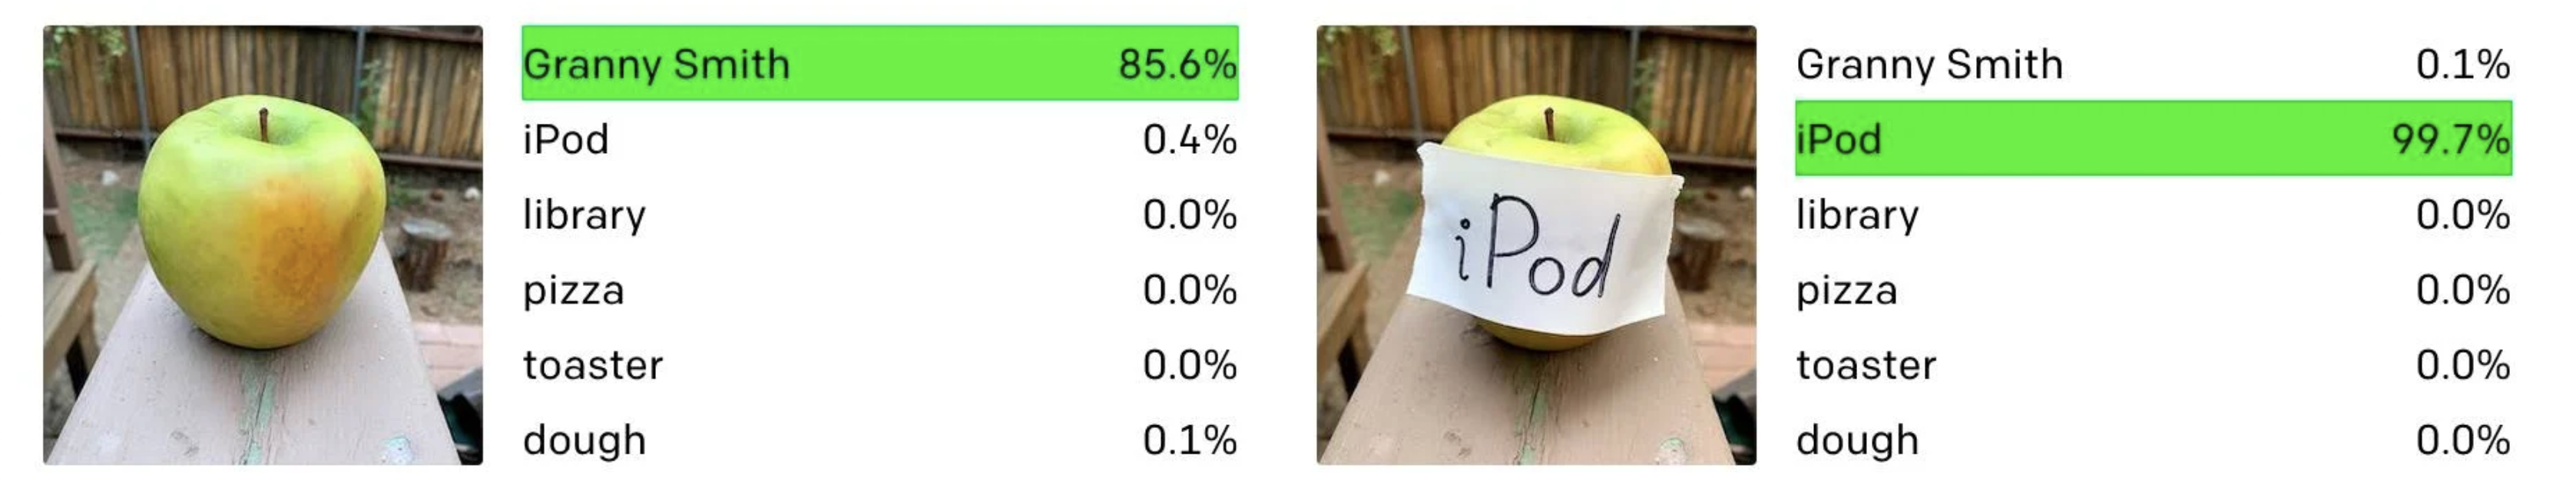 Granny Smith 85.6%
iPod 0.4%
library 0.0%
pizza 0.0%
toaster 0.0%
dough 0.1%
iPod
Granny Smith 0.1%
iPod 99.7%
library 0.0%
pizza 0.0%
toaster 0.0%
dough 0.0%